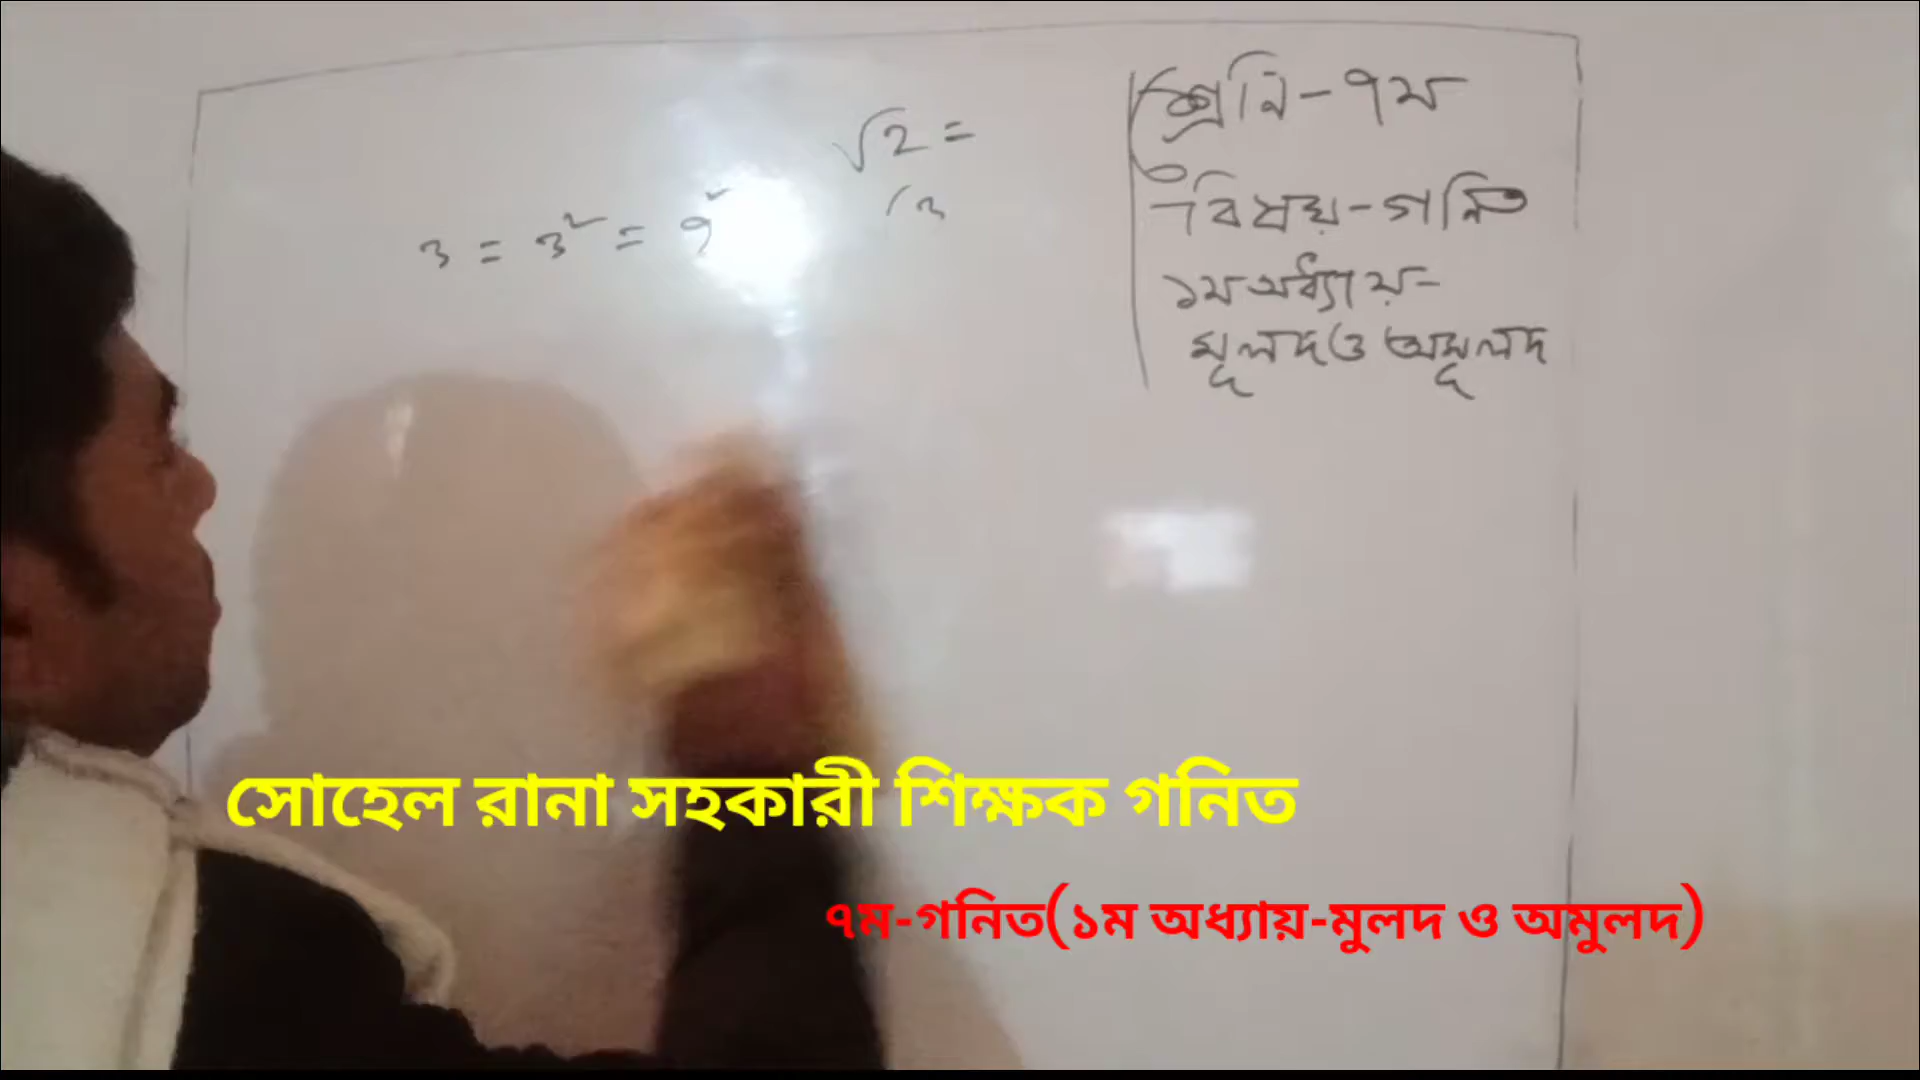 √2 =
3 = 3² = 9
(3
শ্রেনি-৭ম
বিষয়-গনিত
১ম অধ্যায়-
মূলদ ও অমূলদ
সোহেল রানা সহকারী শিক্ষক গনিত
৭ম-গনিত(১ম অধ্যায়-মুলদ ও অমুলদ)